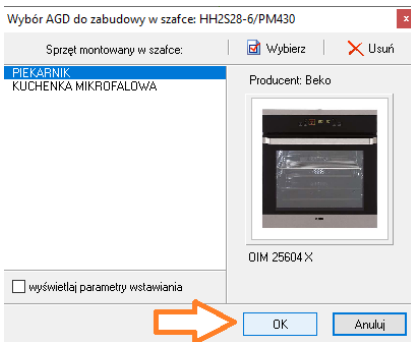 Wybór AGD do zabudowy w szafce: HH2S28-6/PM430
Sprzęt montowany w szafce:
Wybierz
Usuń
PIEKARNIK
KUCHENKA MIKROFALOWA
Producent: Beko
OIM 25604 X
wyświetlaj parametry wstawiania
OK
Anuluj